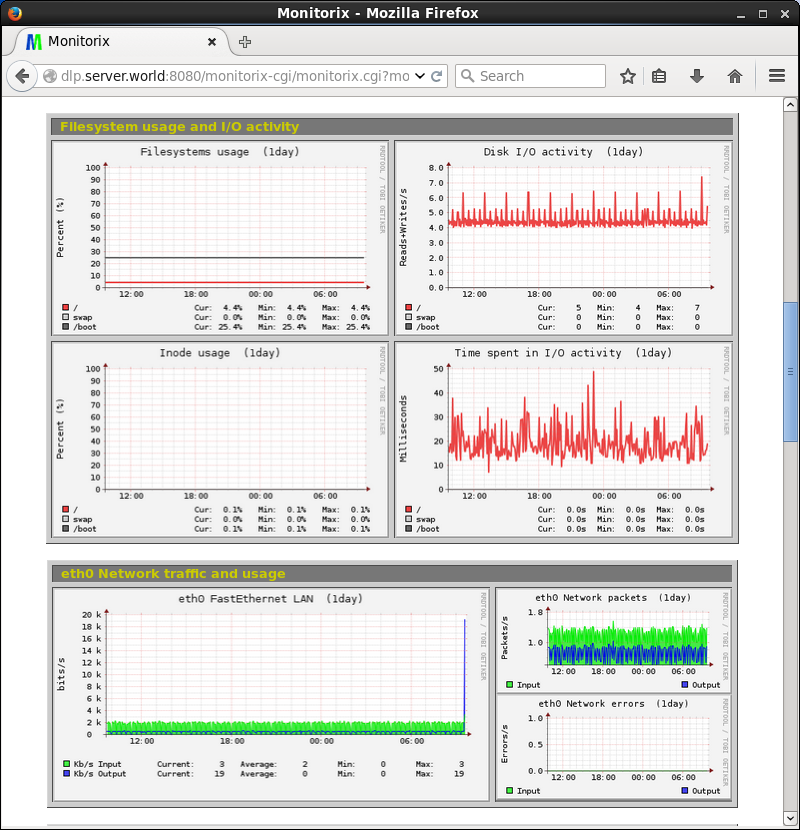 Monitorix - Mozilla Firefox
Monitorix
dlp.server.world:8080/monitorix-cgi/monitorix.cgi?mo
Search
Filesystem usage and I/O activity
Filesystems usage (1day)
RRDTOOL / TOBI OETIKER
Percent (%)
100
90
80
70
60
50
40
30
20
10
0
12:00 18:00 00:00 06:00
/ Cur: 4.4% Min: 4.4% Max: 4.4%
swap Cur: 0.0% Min: 0.0% Max: 0.0%
/boot Cur: 25.4% Min: 25.4% Max: 25.4%
Disk I/O activity (1day)
RRDTOOL / TOBI OETIKER
Reads+Writes/s
8.0
7.0
6.0
5.0
4.0
3.0
2.0
1.0
0.0
12:00 18:00 00:00 06:00
/ Cur: 5 Min: 4 Max: 7
swap Cur: 0 Min: 0 Max: 0
/boot Cur: 0 Min: 0 Max: 0
Inode usage (1day)
RRDTOOL / TOBI OETIKER
Percent (%)
100
90
80
70
60
50
40
30
20
10
0
12:00 18:00 00:00 06:00
/ Cur: 0.1% Min: 0.1% Max: 0.1%
swap Cur: 0.0% Min: 0.0% Max: 0.0%
/boot Cur: 0.1% Min: 0.1% Max: 0.1%
Time spent in I/O activity (1day)
RRDTOOL / TOBI OETIKER
Milliseconds
50
40
30
20
10
0
12:00 18:00 00:00 06:00
/ Cur: 0.0s Min: 0.0s Max: 0.0s
swap Cur: 0.0s Min: 0.0s Max: 0.0s
/boot Cur: 0.0s Min: 0.0s Max: 0.0s
eth0 Network traffic and usage
eth0 FastEthernet LAN (1day)
RRDTOOL / TOBI OETIKER
bits/s
20 k
18 k
16 k
14 k
12 k
10 k
8 k
6 k
4 k
2 k
0
12:00 18:00 00:00 06:00
Kb/s Input Current: 3 Average: 2 Min: 0 Max: 3
Kb/s Output Current: 19 Average: 0 Min: 0 Max: 19
eth0 Network packets (1day)
RRDTOOL / TOBI OETIKER
Packets/s
1.8
1.0
12:00 18:00 00:00 06:00
Input Output
eth0 Network errors (1day)
RRDTOOL / TOBI OETIKER
Errors/s
1.0
0.5
0.0
12:00 18:00 00:00 06:00
Input Output